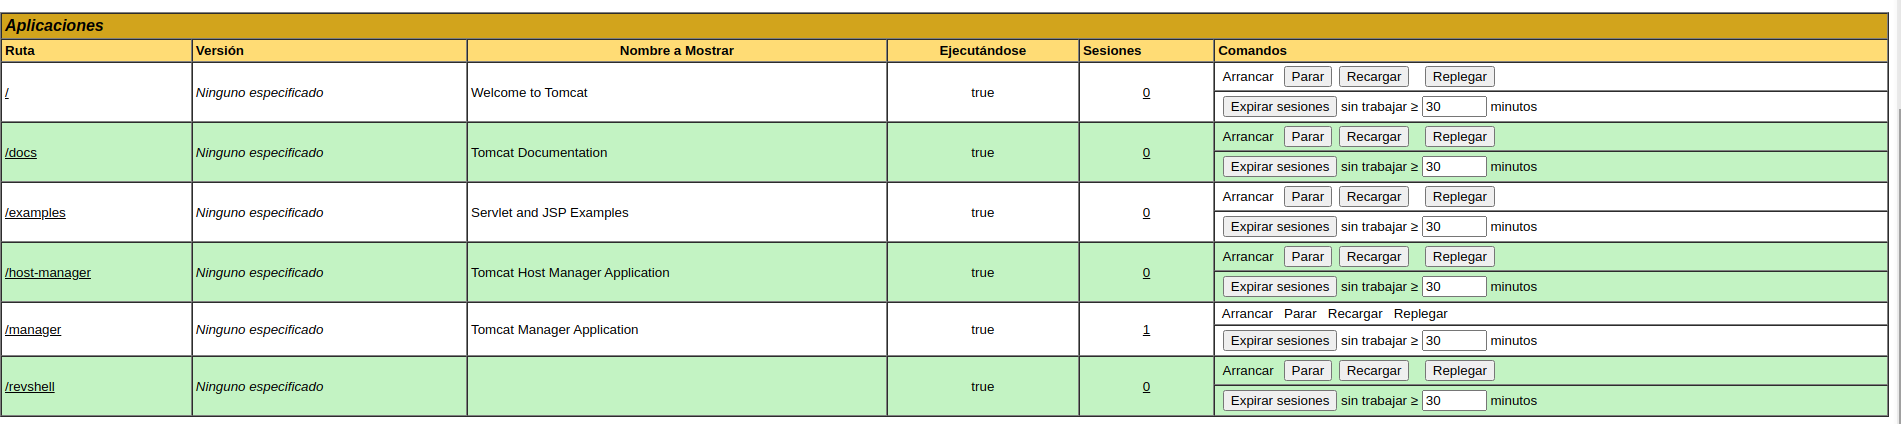 Aplicaciones
Ruta Versión Nombre a Mostrar Ejecutándose Sesiones Comandos
/ Ninguno especificado Welcome to Tomcat true 0 Arrancar Parar Recargar Replegar
Expirar sesiones sin trabajar ≥ 30 minutos
/docs Ninguno especificado Tomcat Documentation true 0 Arrancar Parar Recargar Replegar
Expirar sesiones sin trabajar ≥ 30 minutos
/examples Ninguno especificado Servlet and JSP Examples true 0 Arrancar Parar Recargar Replegar
Expirar sesiones sin trabajar ≥ 30 minutos
/host-manager Ninguno especificado Tomcat Host Manager Application true 0 Arrancar Parar Recargar Replegar
Expirar sesiones sin trabajar ≥ 30 minutos
/manager Ninguno especificado Tomcat Manager Application true 1 Arrancar Parar Recargar Replegar
Expirar sesiones sin trabajar ≥ 30 minutos
/revshell Ninguno especificado true 0 Arrancar Parar Recargar Replegar
Expirar sesiones sin trabajar ≥ 30 minutos